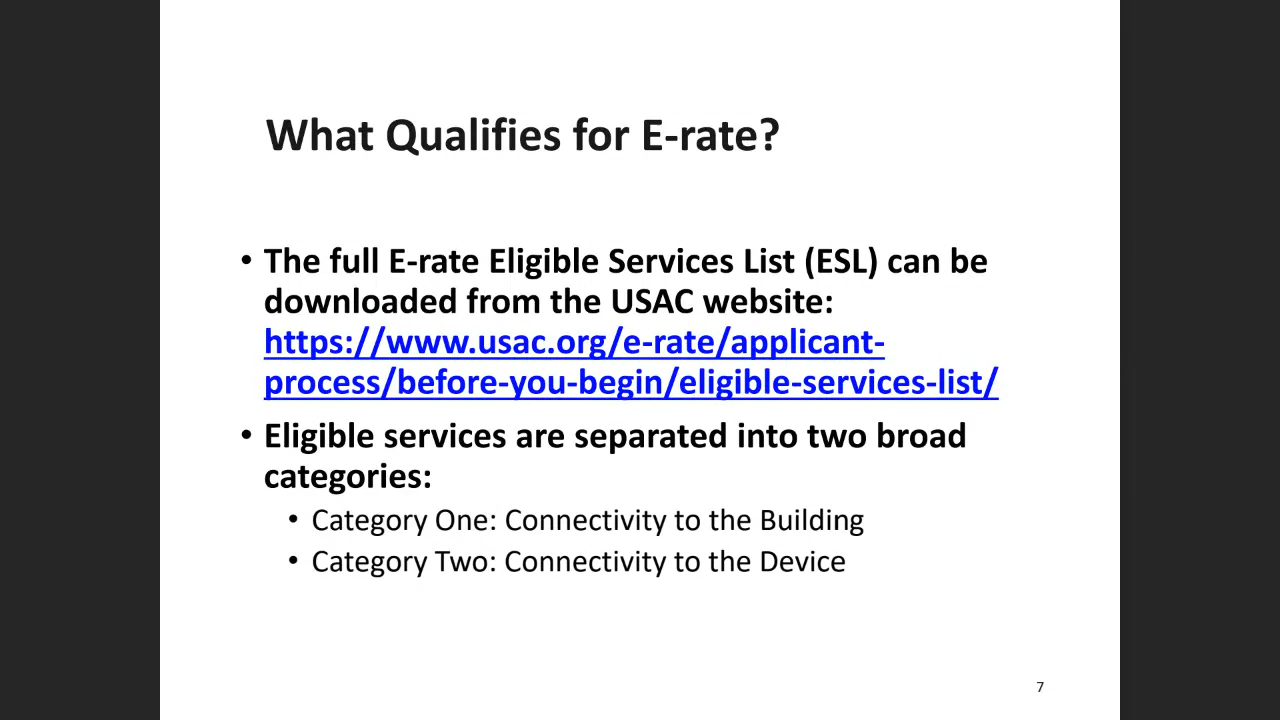 What Qualifies for E-rate?
• The full E-rate Eligible Services List (ESL) can be
downloaded from the USAC website:
https://www.usac.org/e-rate/applicant-
process/before-you-begin/eligible-services-list/
• Eligible services are separated into two broad
categories:
• Category One: Connectivity to the Building
• Category Two: Connectivity to the Device
7